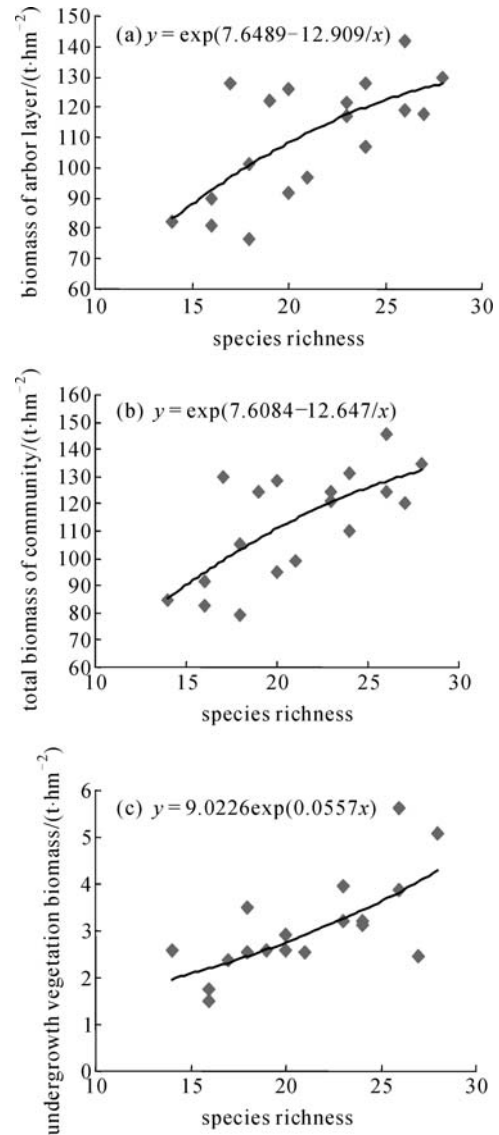 150
140
(a) y = exp(7.6489−12.909/x)
130
120
110
100
90
80
70
60
10 15 20 25 30
species richness
biomass of arbor layer/(t·hm⁻²)
160
150
(b) y = exp(7.6084−12.647/x)
140
130
120
110
100
90
80
70
60
10 15 20 25 30
species richness
total biomass of community/(t·hm⁻²)
6
(c) y = 9.0226exp(0.0557x)
5
4
3
2
1
0
10 15 20 25 30
species richness
undergrowth vegetation biomass/(t·hm⁻²)